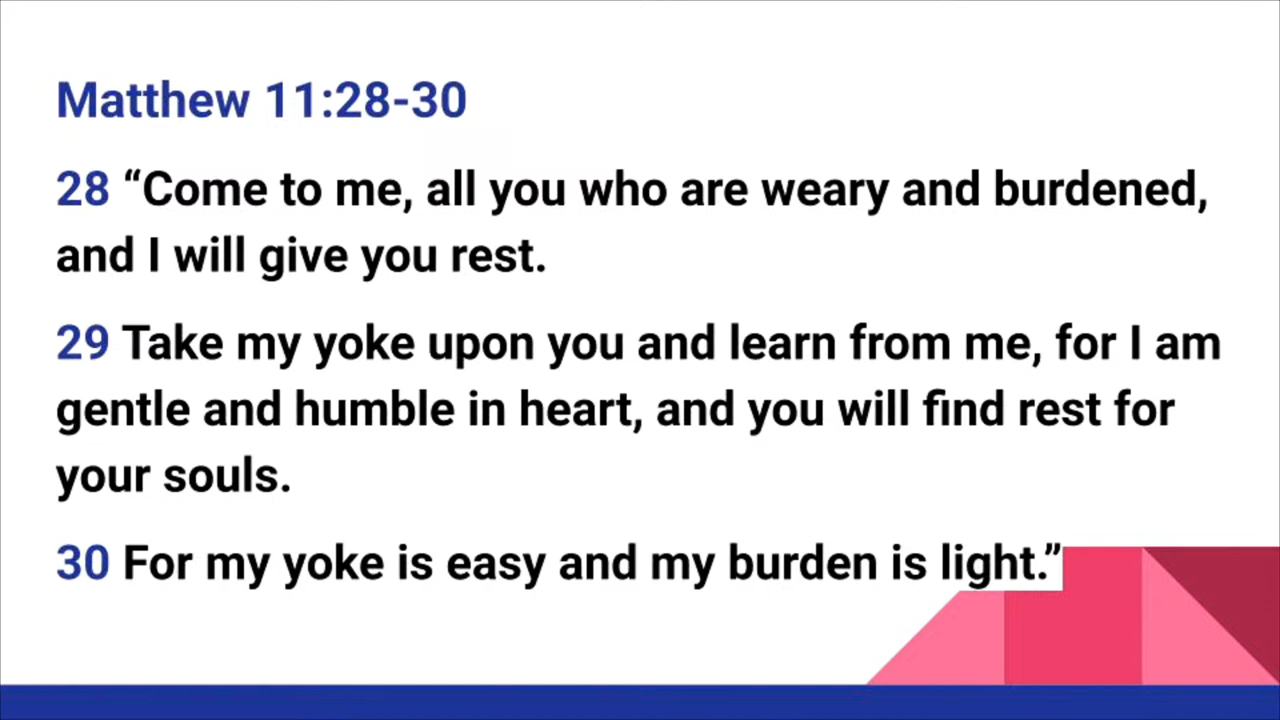 Matthew 11:28-30
28 “Come to me, all you who are weary and burdened,
and I will give you rest.
29 Take my yoke upon you and learn from me, for I am
gentle and humble in heart, and you will find rest for
your souls.
30 For my yoke is easy and my burden is light.”